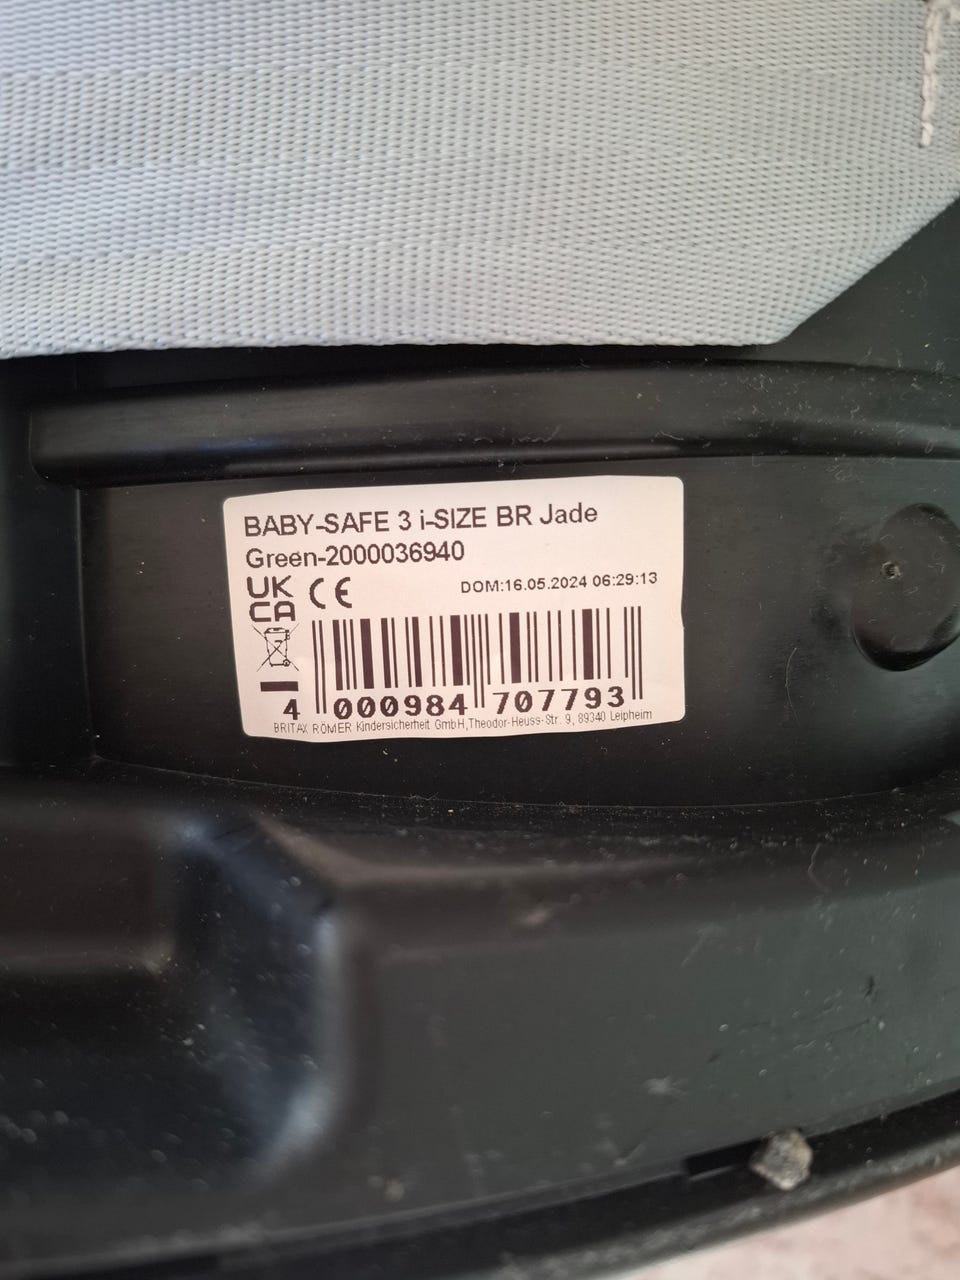 BABY-SAFE 3 i-SIZE BR Jade
Green-2000036940
UK
CA CE DOM:16.05.2024 06:29:13
4 000984 707793
BRITAX RÖMER Kindersicherheit GmbH,Theodor-Heuss-Str. 9, 89340 Leipheim